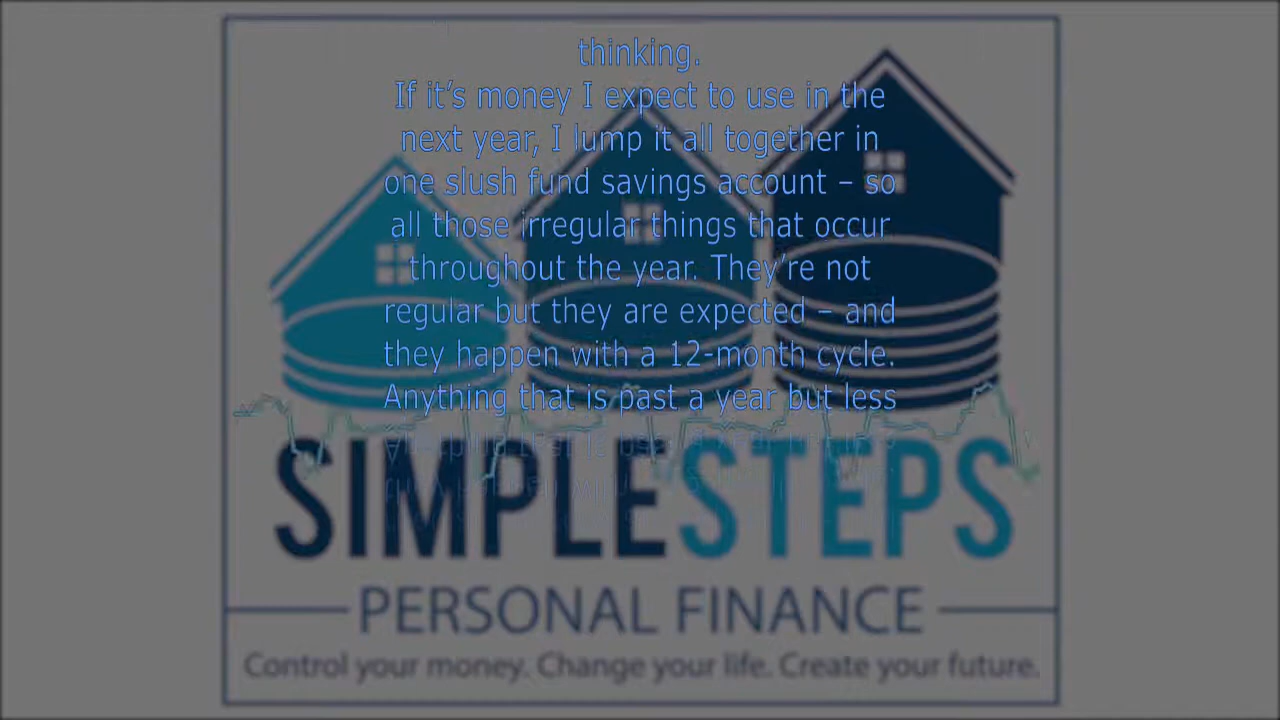 thinking.
If it’s money I expect to use in the
next year, I lump it all together in
one slush fund savings account – so
all those irregular things that occur
throughout the year. They’re not
regular but they are expected – and
they happen with a 12-month cycle.
Anything that is past a year but less
SIMPLESTEPS
PERSONAL FINANCE
Control your money. Change your life. Create your future.